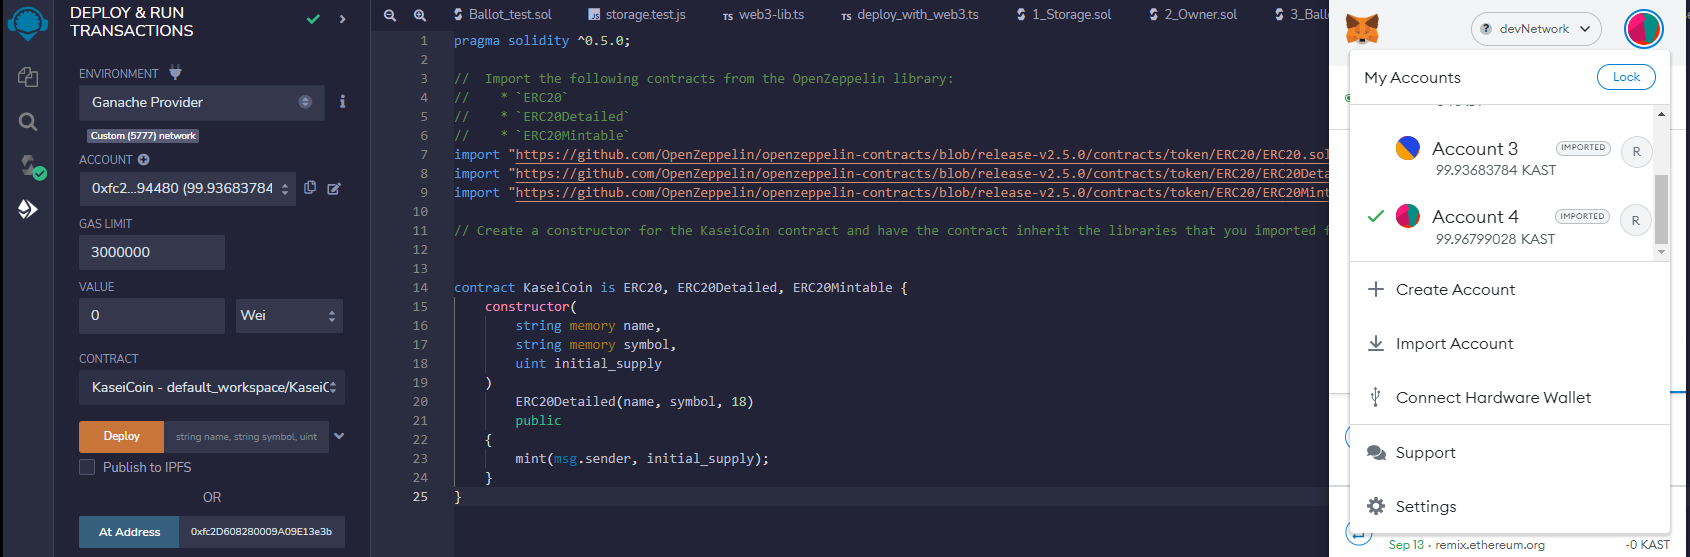 DEPLOY & RUN
TRANSACTIONS
ENVIRONMENT
Ganache Provider
Custom (5777) network
ACCOUNT
0xfc2...94480 (99.93683784
GAS LIMIT
3000000
VALUE
0
Wei
CONTRACT
KaseiCoin - default_workspace/KaseiC
Deploy
string name, string symbol, uint
Publish to IPFS
OR
At Address
0xfc2D608280009A09E13e3b
Ballot_test.sol
storage.test.js
TS web3-lib.ts
TS deploy_with_web3.ts
1_Storage.sol
2_Owner.sol
3_Ball
1 pragma solidity ^0.5.0;
2
3 //  Import the following contracts from the OpenZeppelin library:
4 //    * `ERC20`
5 //    * `ERC20Detailed`
6 //    * `ERC20Mintable`
7 import "https://github.com/OpenZeppelin/openzeppelin-contracts/blob/release-v2.5.0/contracts/token/ERC20/ERC20.sol
8 import "https://github.com/OpenZeppelin/openzeppelin-contracts/blob/release-v2.5.0/contracts/token/ERC20/ERC20Deta
9 import "https://github.com/OpenZeppelin/openzeppelin-contracts/blob/release-v2.5.0/contracts/token/ERC20/ERC20Mint
10
11 // Create a constructor for the KaseiCoin contract and have the contract inherit the libraries that you imported f
12
13
14 contract KaseiCoin is ERC20, ERC20Detailed, ERC20Mintable {
15     constructor(
16         string memory name,
17         string memory symbol,
18         uint initial_supply
19     )
20         ERC20Detailed(name, symbol, 18)
21         public
22     {
23         mint(msg.sender, initial_supply);
24     }
25 }
devNetwork
My Accounts
Lock
Account 3
IMPORTED
R
99.93683784 KAST
Account 4
IMPORTED
R
99.96799028 KAST
Create Account
Import Account
Connect Hardware Wallet
Support
Settings
Sep 13 · remix.ethereum.org
-0 KAST